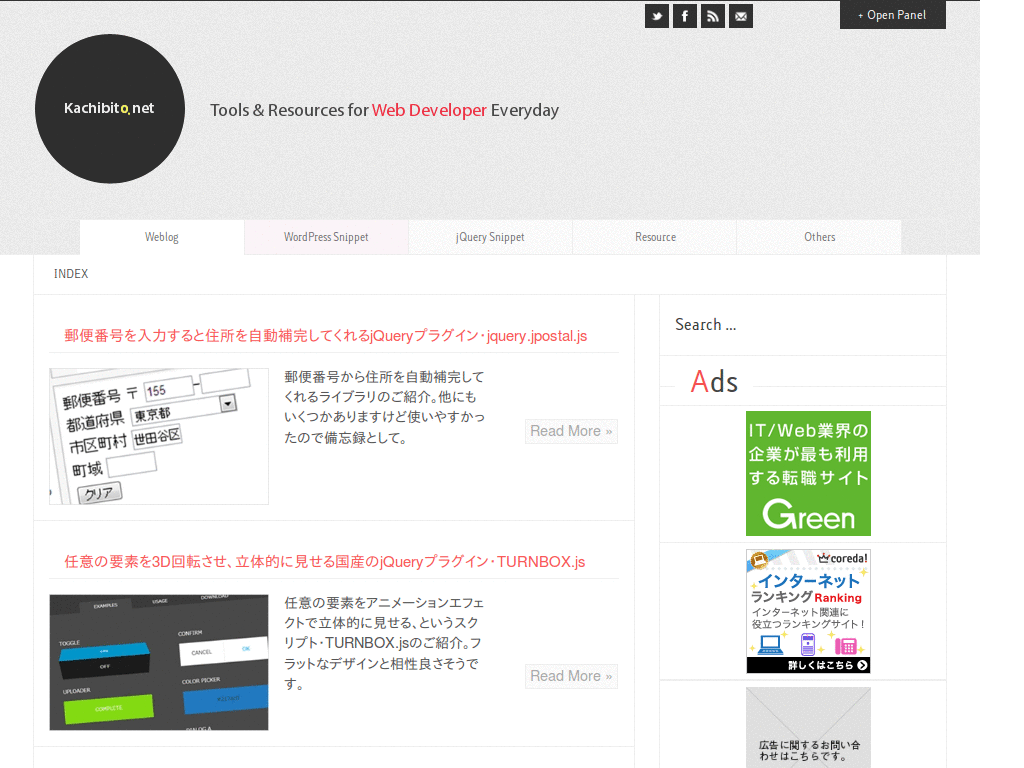 + Open Panel
Kachibito.net
Tools & Resources for Web Developer Everyday
Weblog
WordPress Snippet
jQuery Snippet
Resource
Others
INDEX
郵便番号を入力すると住所を自動補完してくれるjQueryプラグイン･jquery.jpostal.js
郵便番号 〒 155 –
都道府県 東京都
市区町村 世田谷区
町域
クリア
郵便番号から住所を自動補完して
くれるライブラリのご紹介。他にも
いくつかありますけど使いやすかっ
たので備忘録として。
Read More »
任意の要素を3D回転させ、立体的に見せる国産のjQueryプラグイン･TURNBOX.js
EXAMPLES
USAGE
DOWNLOAD
TOGGLE
OFF
CONFIRM
CANCEL
OK
UPLOADER
COMPLETE
COLOR PICKER
任意の要素をアニメーションエフェ
クトで立体的に見せる、というスク
リプト･TURNBOX.jsのご紹介。フ
ラットなデザインと相性良さそうで
す。
Read More »
Search ...
Ads
IT/Web業界の
企業が最も利用
する転職サイト
Green
coreda!
インターネット
ランキングRanking
インターネット関連に
役立つランキングサイト！
詳しくはこちら
広告に関するお問い合
わせはこちらです。